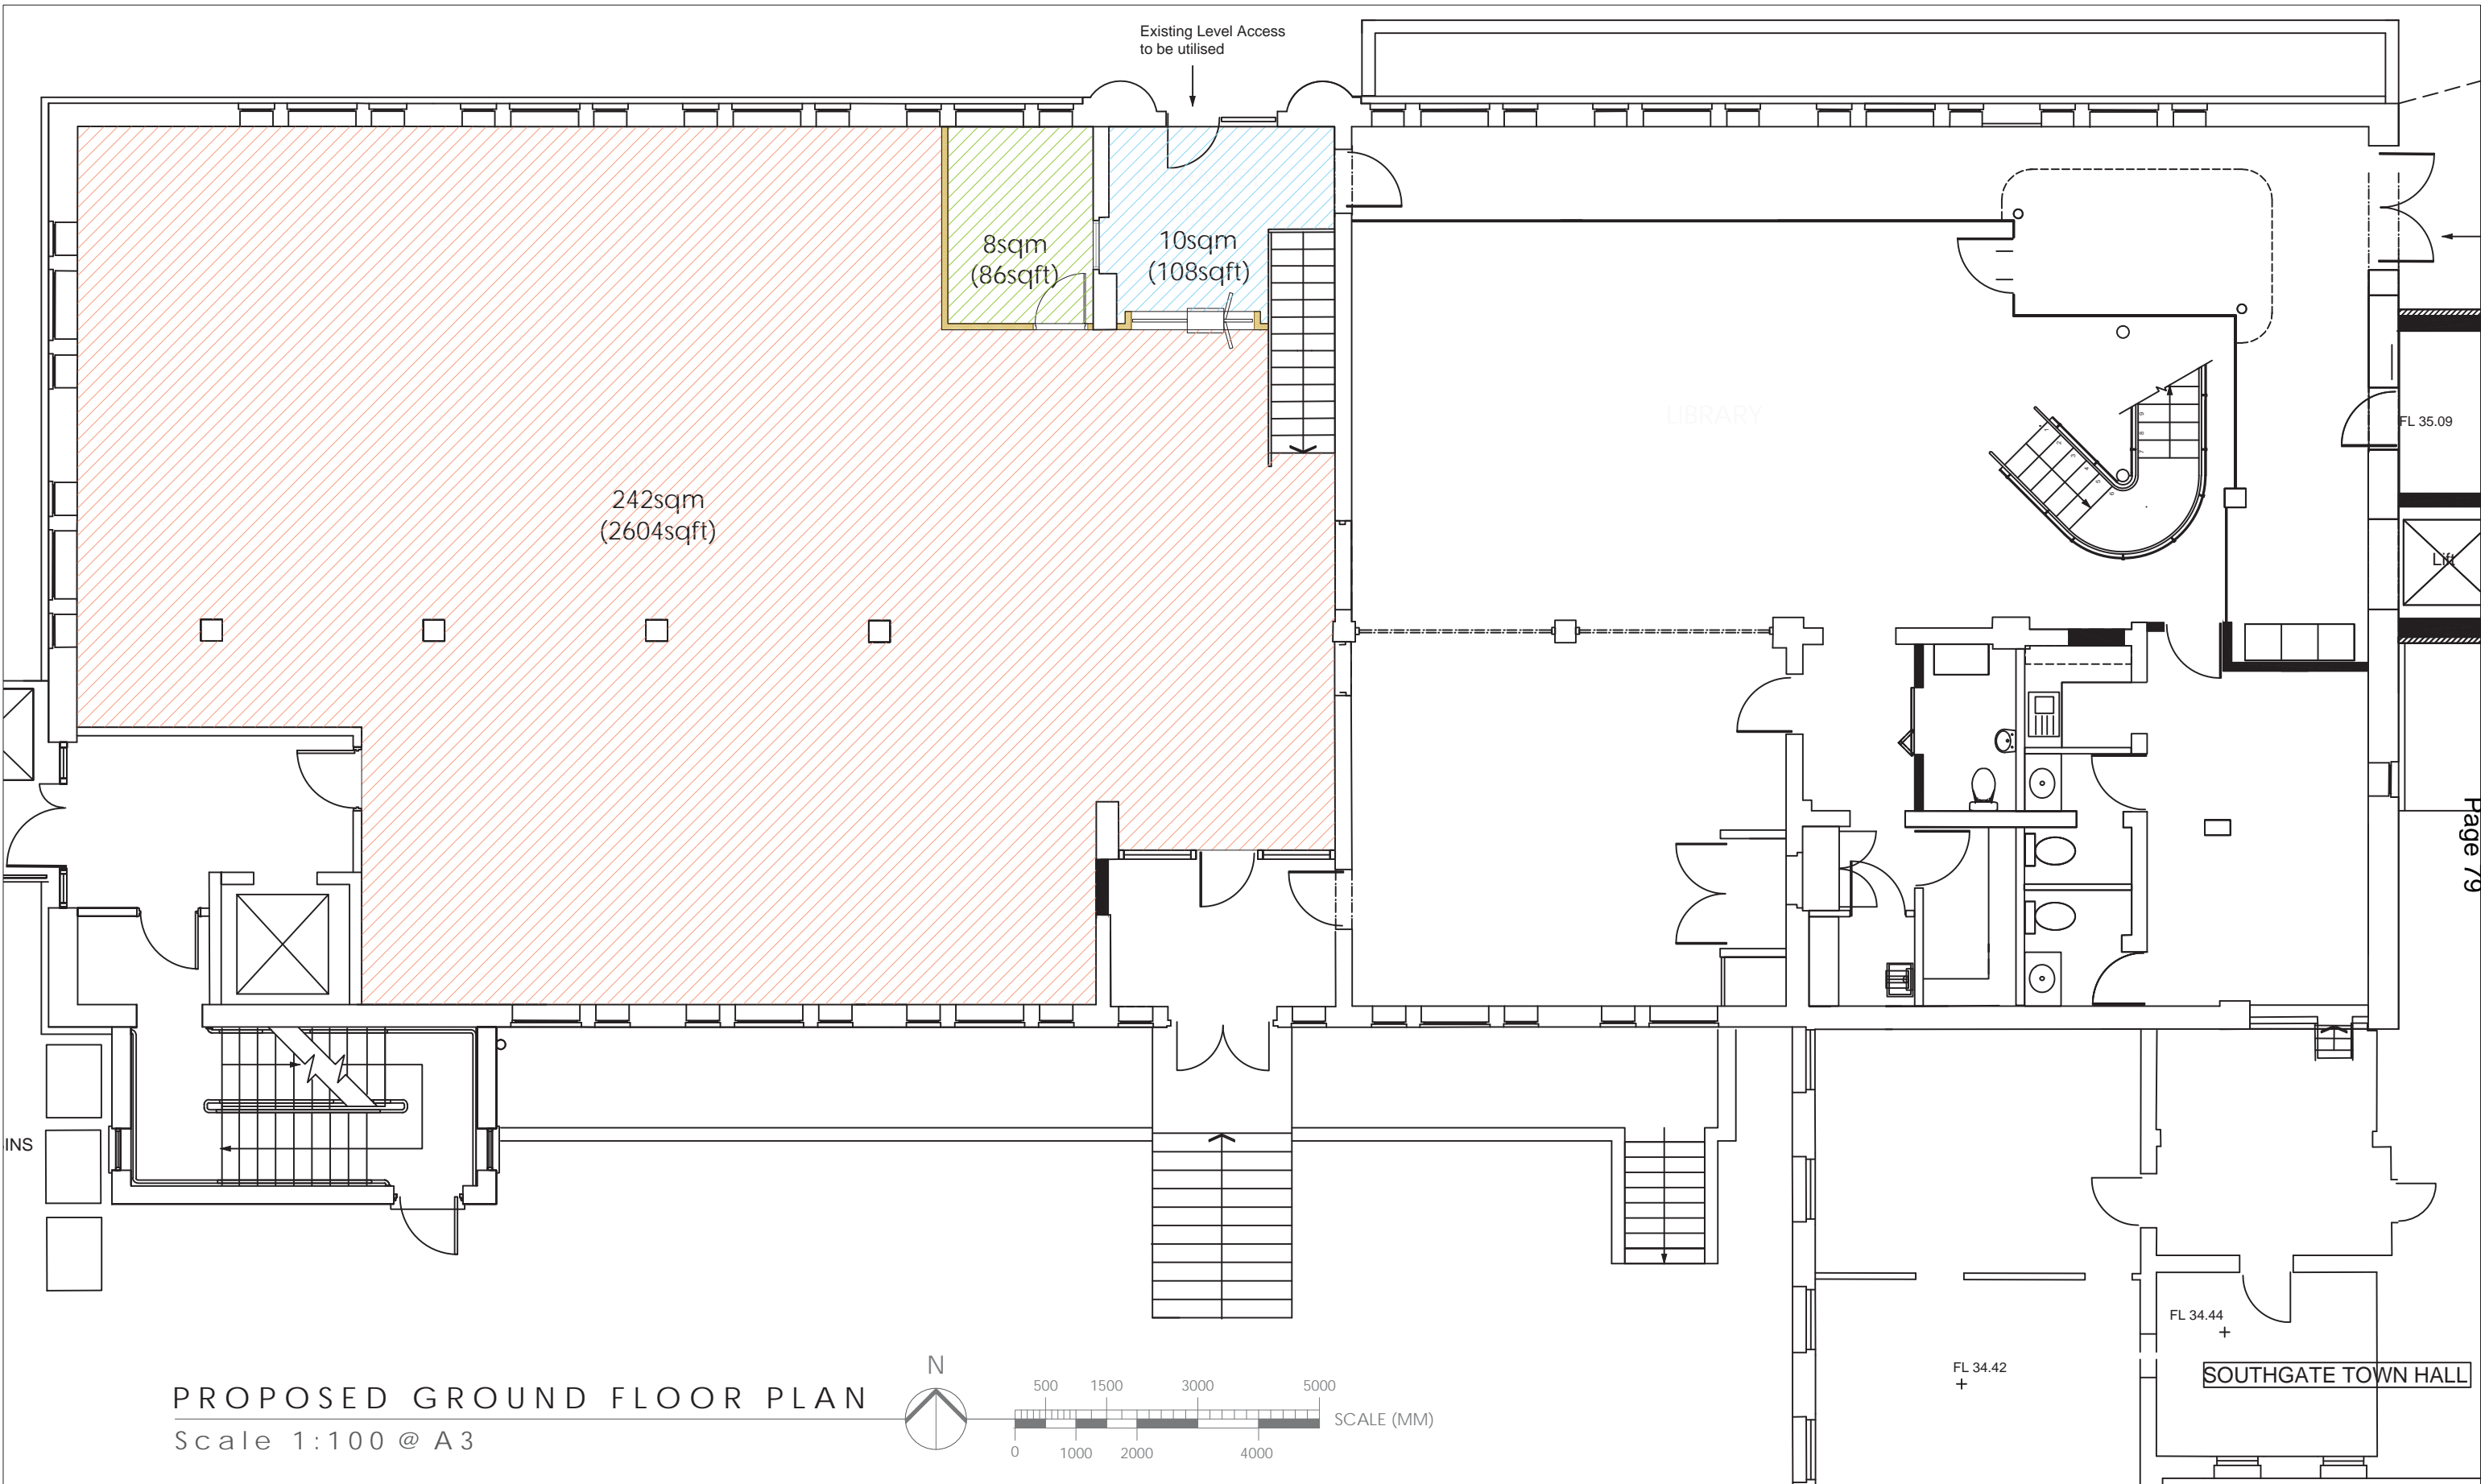 Existing Level Access
to be utilised
8sqm
(86sqft)
10sqm
(108sqft)
LIBRARY
FL 35.09
242sqm
(2604sqft)
Lift
Page 79
INS
N
PROPOSED GROUND FLOOR PLAN
Scale 1:100 @ A3
500 1500 3000 5000
SCALE (MM)
0 1000 2000 4000
FL 34.44
FL 34.42
SOUTHGATE TOWN HALL